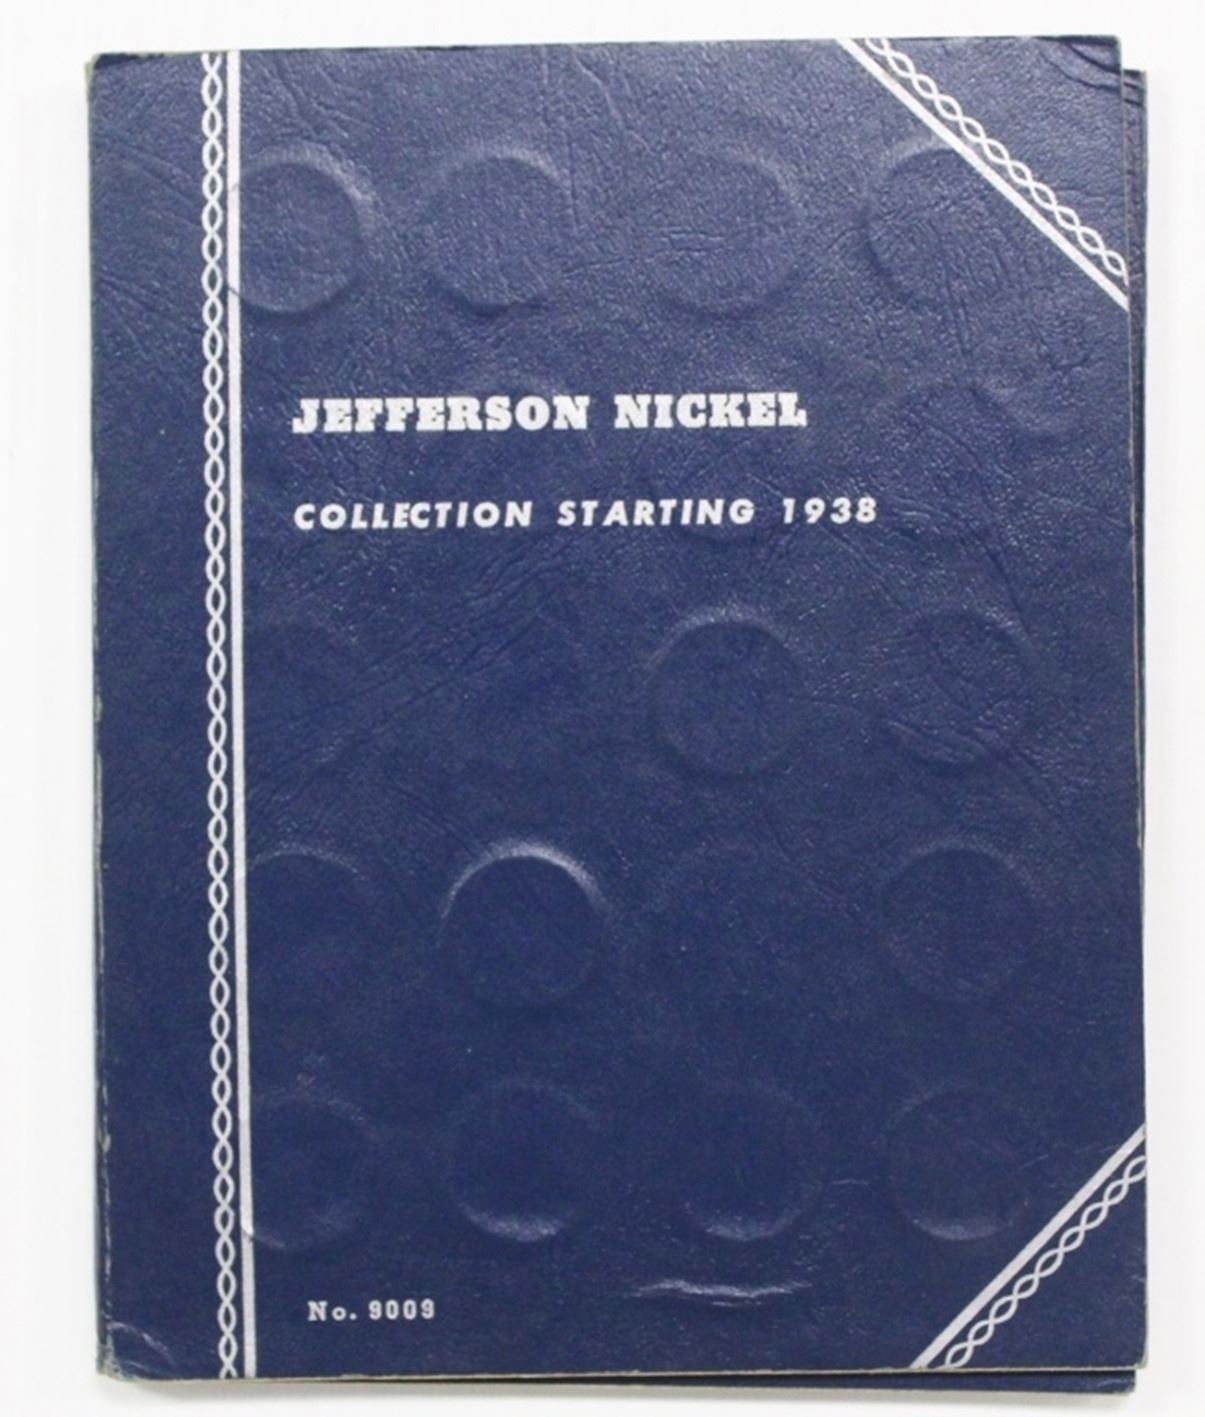 JEFFERSON NICKEL
COLLECTION STARTING 1938
No. 9009